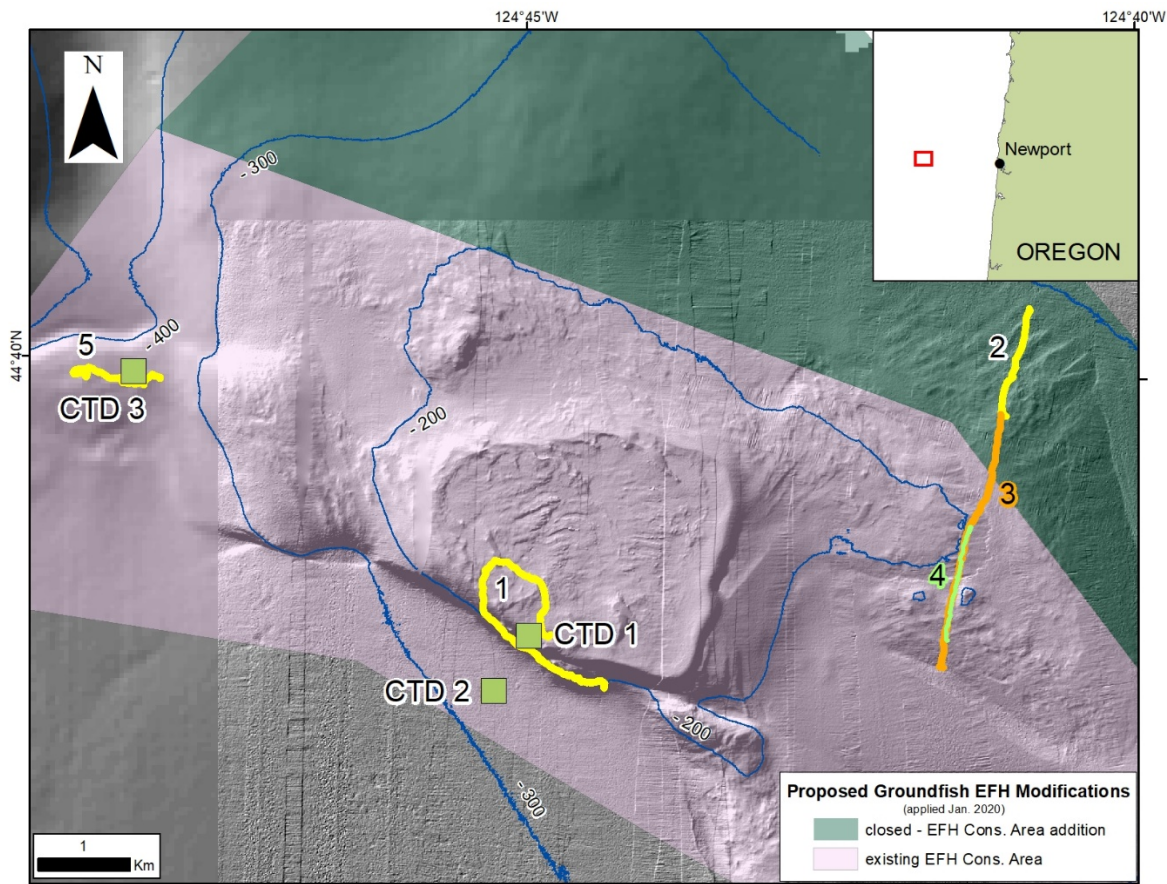 124°45'W
124°40'W
N
Newport
OREGON
- 300
2
44°40'N
5
- 400
CTD 3
- 200
3
4
1
CTD 1
CTD 2
- 200
- 300
Proposed Groundfish EFH Modifications
(applied Jan. 2020)
closed - EFH Cons. Area addition
existing EFH Cons. Area
1
Km